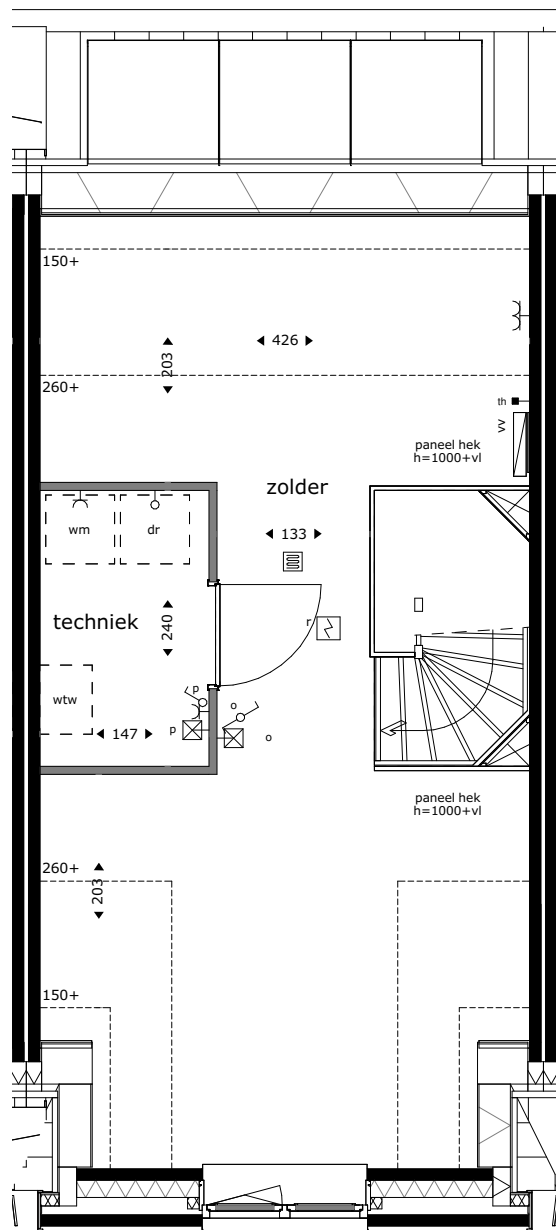 150+
203
426
260+
th
vv
paneel hek
h=1000+vl
zolder
wm
dr
133
techniek
240
r
wtw
p
o
147
p
o
paneel hek
h=1000+vl
260+
203
150+